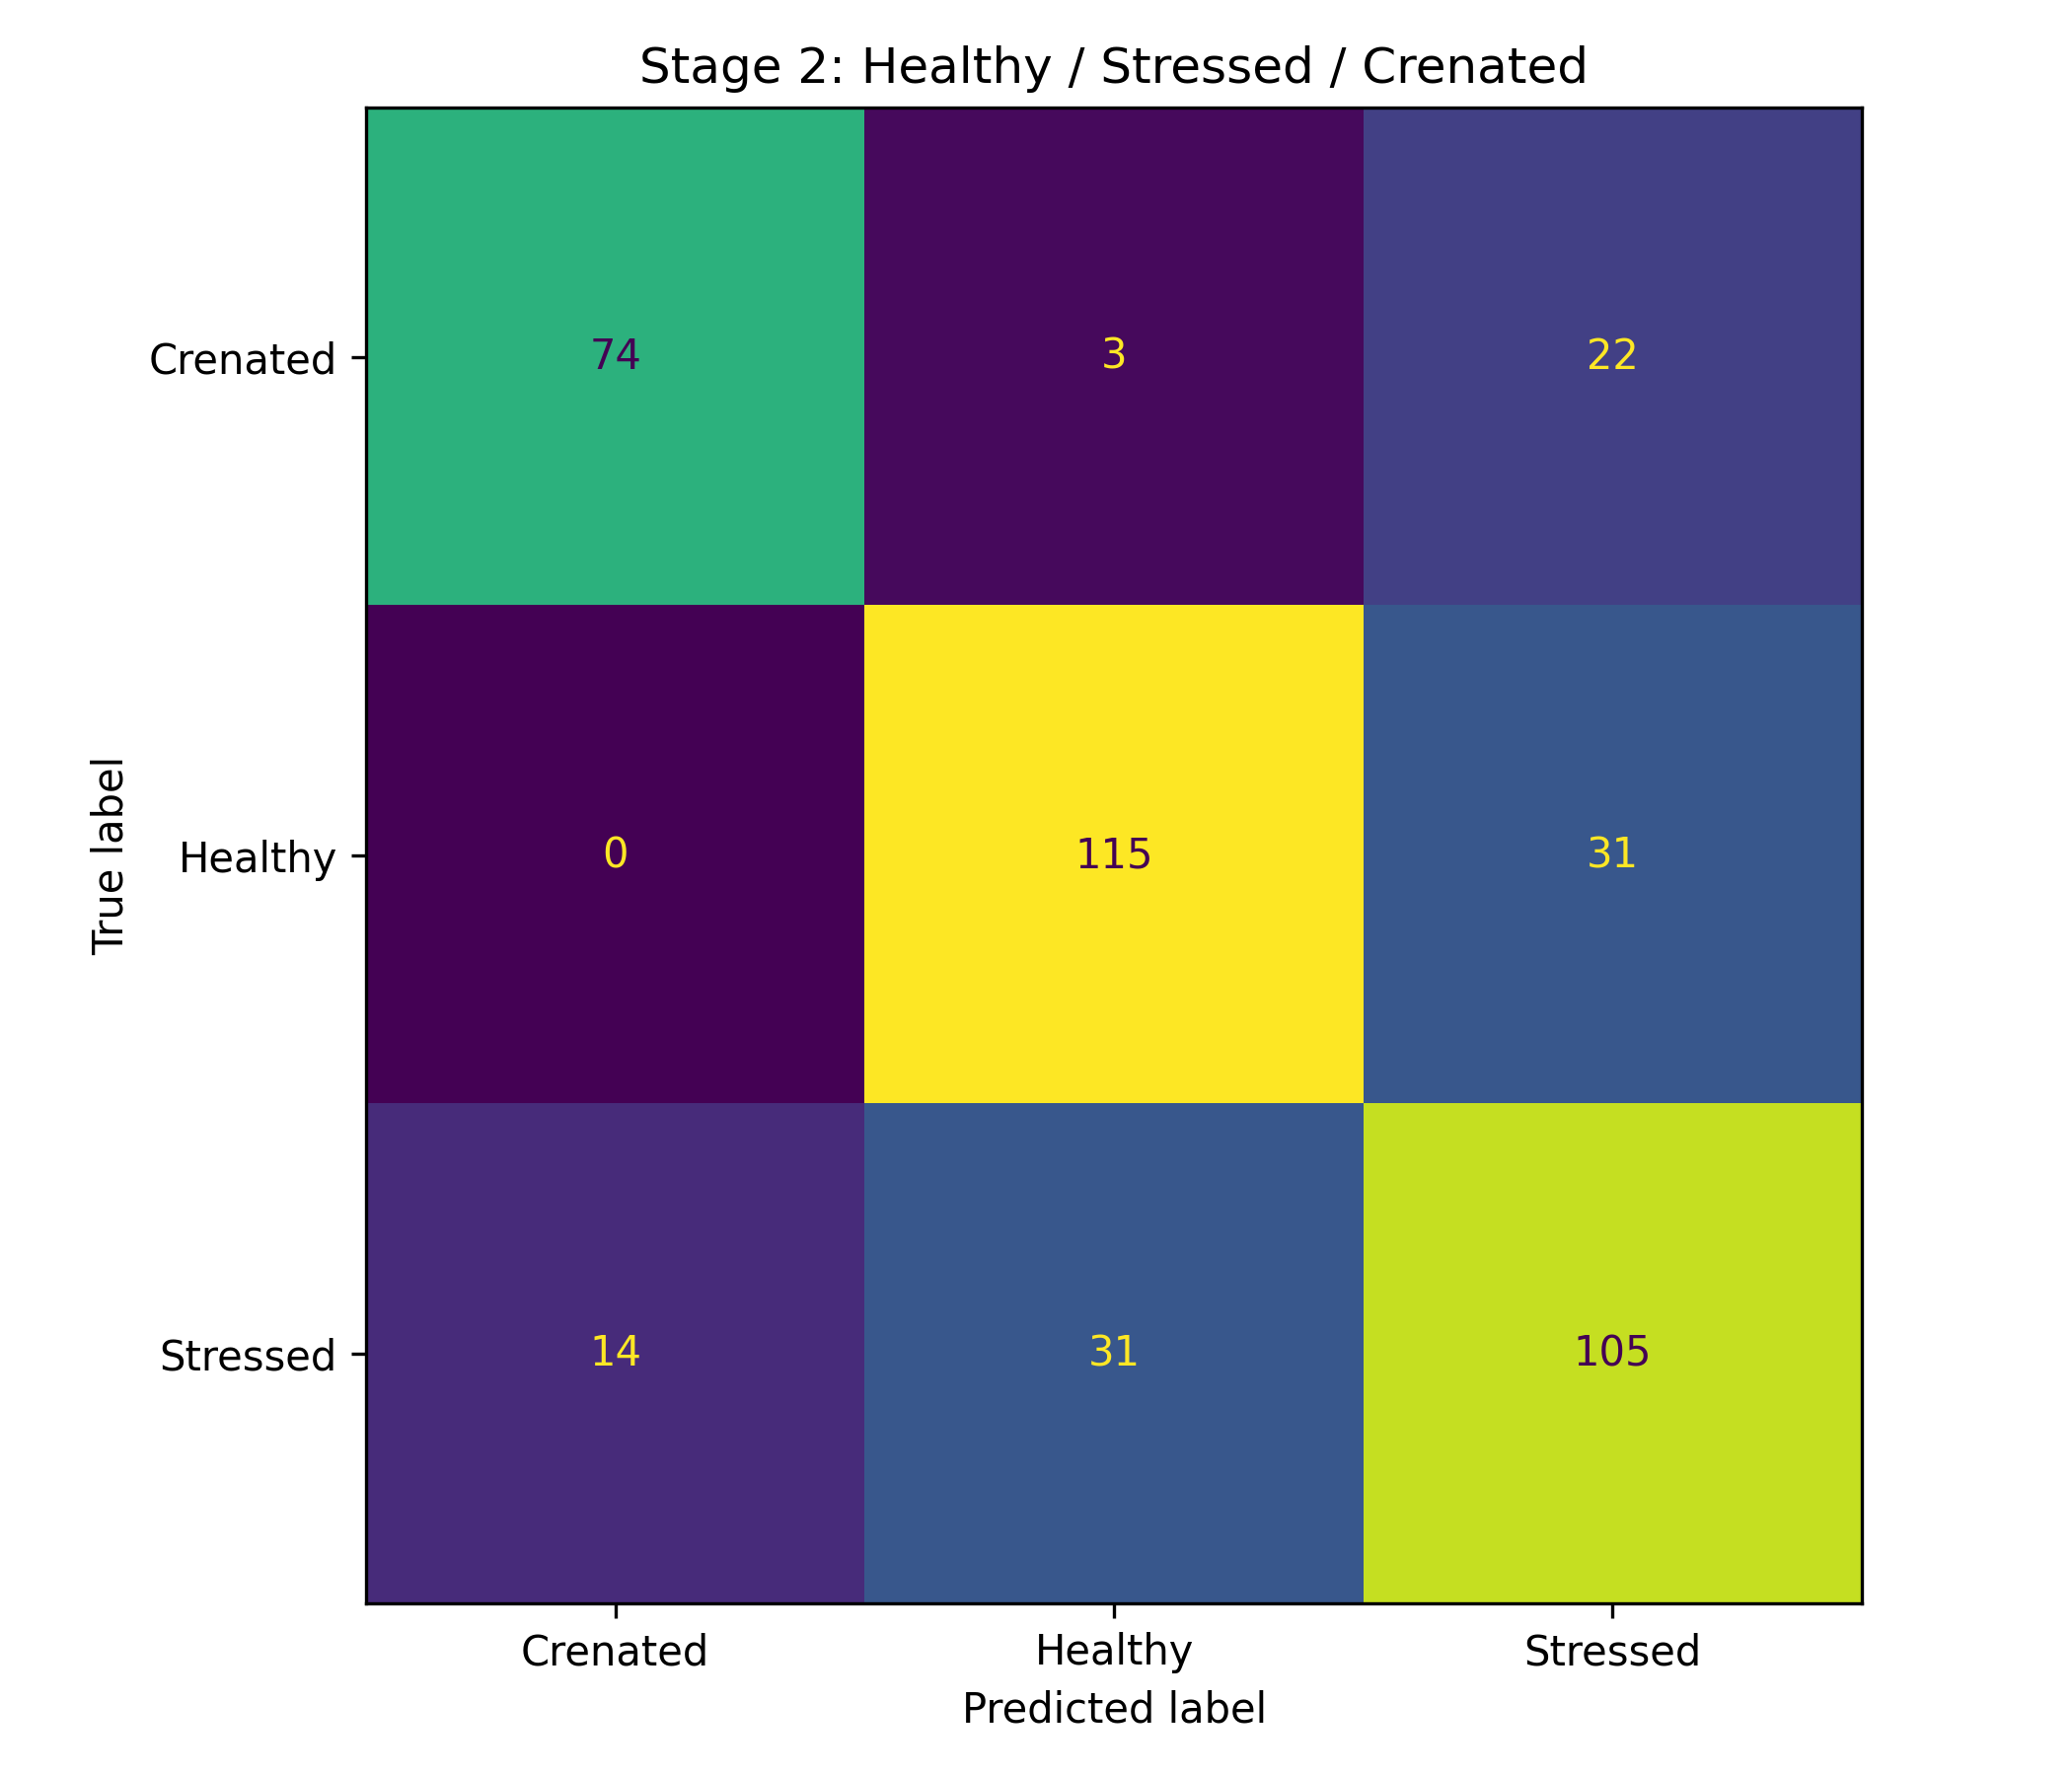 Stage 2: Healthy / Stressed / Crenated
Crenated
74
3
22
True label
Healthy
0
115
31
Stressed
14
31
105
Crenated
Healthy
Stressed
Predicted label